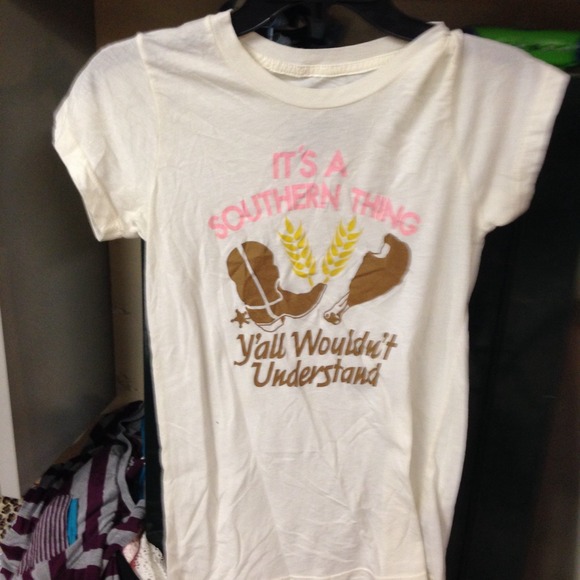 IT'S A
SOUTHERN THING
Y'all Wouldn't
Understand